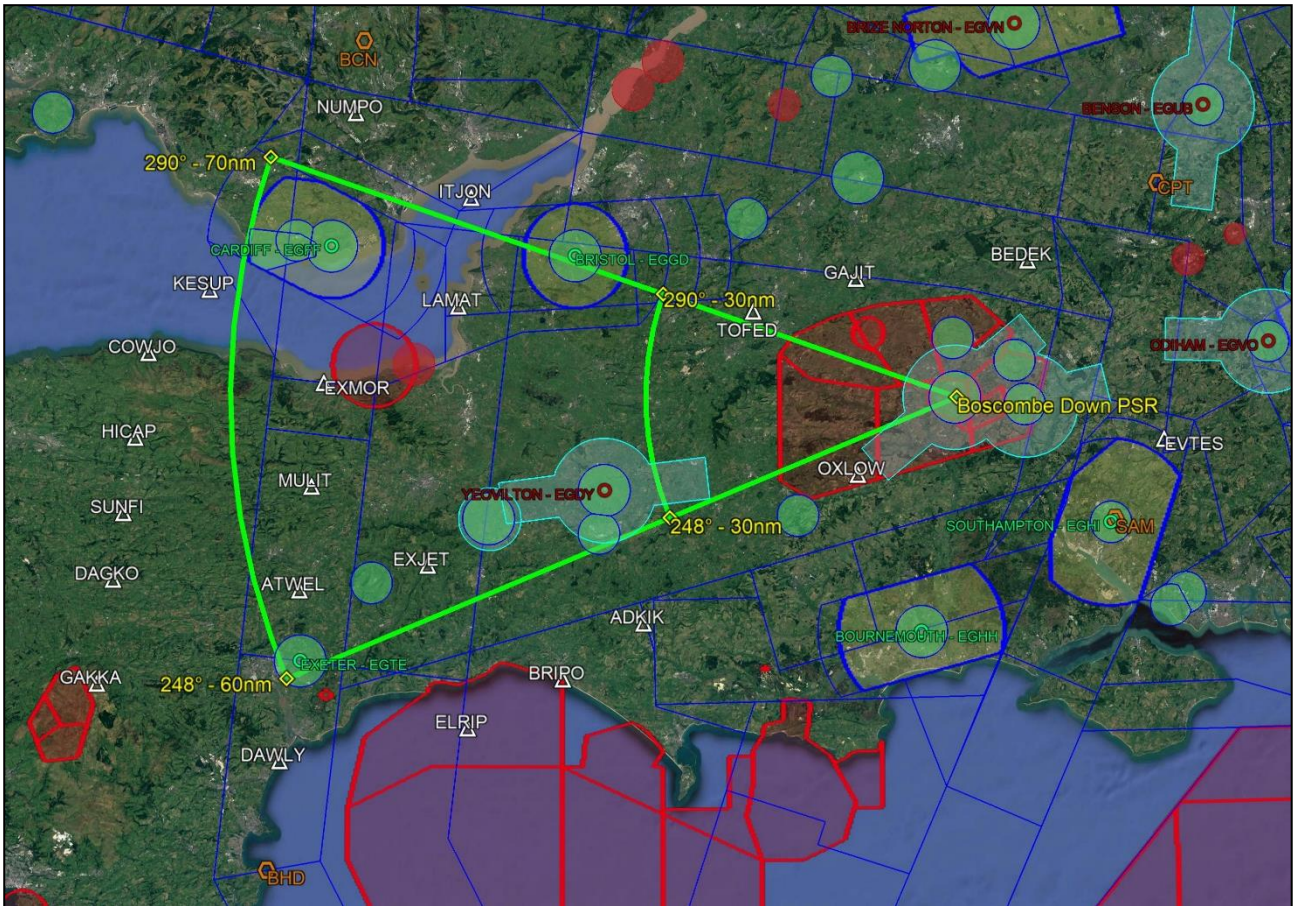 BRIZE NORTON - EGVN
BCN
NUMPO
BENSON - EGUB
290° - 70nm
ITJON
CPT
CARDIFF - EGFF
BRISTOL - EGGD
BEDEK
GAJIT
KESUP
LAMAT
290° - 30nm
TOFED
ODIHAM - EGVO
COWJO
EXMOR
Boscombe Down PSR
HICAP
EVTES
OXLOW
MULIT
YEOVILTON - EGDY
SUNFI
248° - 30nm
SOUTHAMPTON - EGHI
SAM
EXJET
DAGKO
ATWEL
ADKIK
BOURNEMOUTH - EGHH
EXETER - EGTE
GAKKA
248° - 60nm
BRIPO
ELRIP
DAWLY
BHD